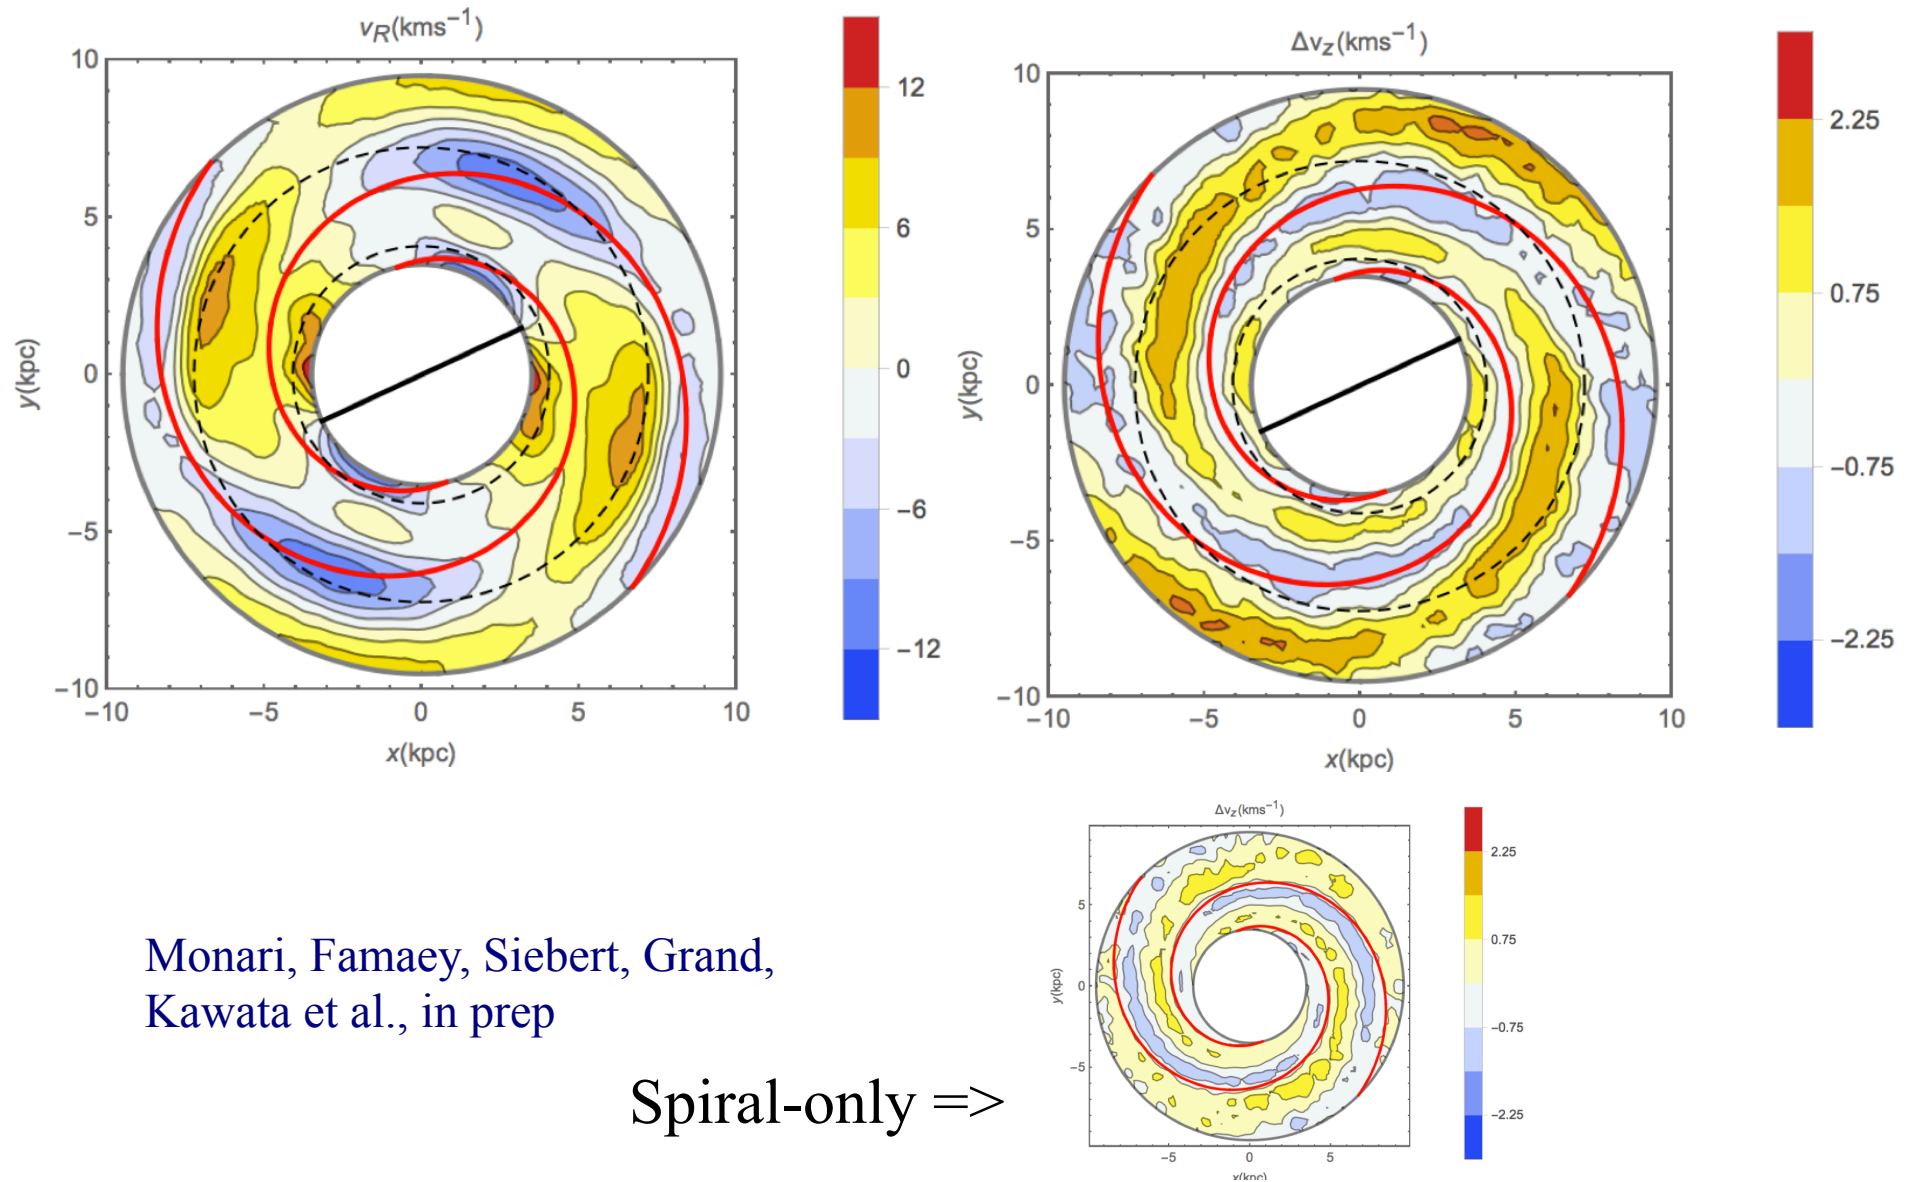 v_R(kms⁻¹)
10
5
0
−5
−10
−10 −5 0 5 10
x(kpc)
y(kpc)
12
6
0
−6
−12
Δv_z(kms⁻¹)
10
5
0
−5
−10
−10 −5 0 5 10
x(kpc)
y(kpc)
2.25
0.75
−0.75
−2.25
Δv_z(kms⁻¹)
5
0
−5
−5 0 5
x(kpc)
y(kpc)
2.25
0.75
−0.75
−2.25
Monari, Famaey, Siebert, Grand,
Kawata et al., in prep
Spiral-only =>